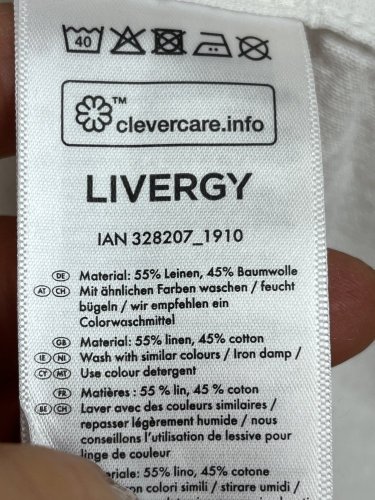 40
™
clevercare.info
LIVERGY
IAN 328207_1910
DE Material: 55% Leinen, 45% Baumwolle
AT CH Mit ähnlichen Farben waschen / feucht
bügeln / wir empfehlen ein
Colorwaschmittel
GB Material: 55% linen, 45% cotton
IE NI Wash with similar colours / Iron damp /
CY MT Use colour detergent
FR Matières : 55 % lin, 45 % coton
BE CH Laver avec des couleurs similaires /
repasser légèrement humide / nous
conseillons l'utilisation de lessive pour
linge de couleur
55% lino, 45% cotone
colori simili / stirare umidi /